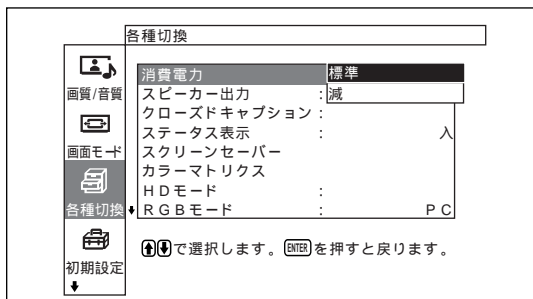 各種切換
画質/音質
画面モード
各種切換
初期設定
消費電力 標準
スピーカー出力 : 減
クローズドキャプション :
ステータス表示 : 入
スクリーンセーバー
カラーマトリクス
HDモード :
RGBモード : PC
で選択します。ENTERを押すと戻ります。